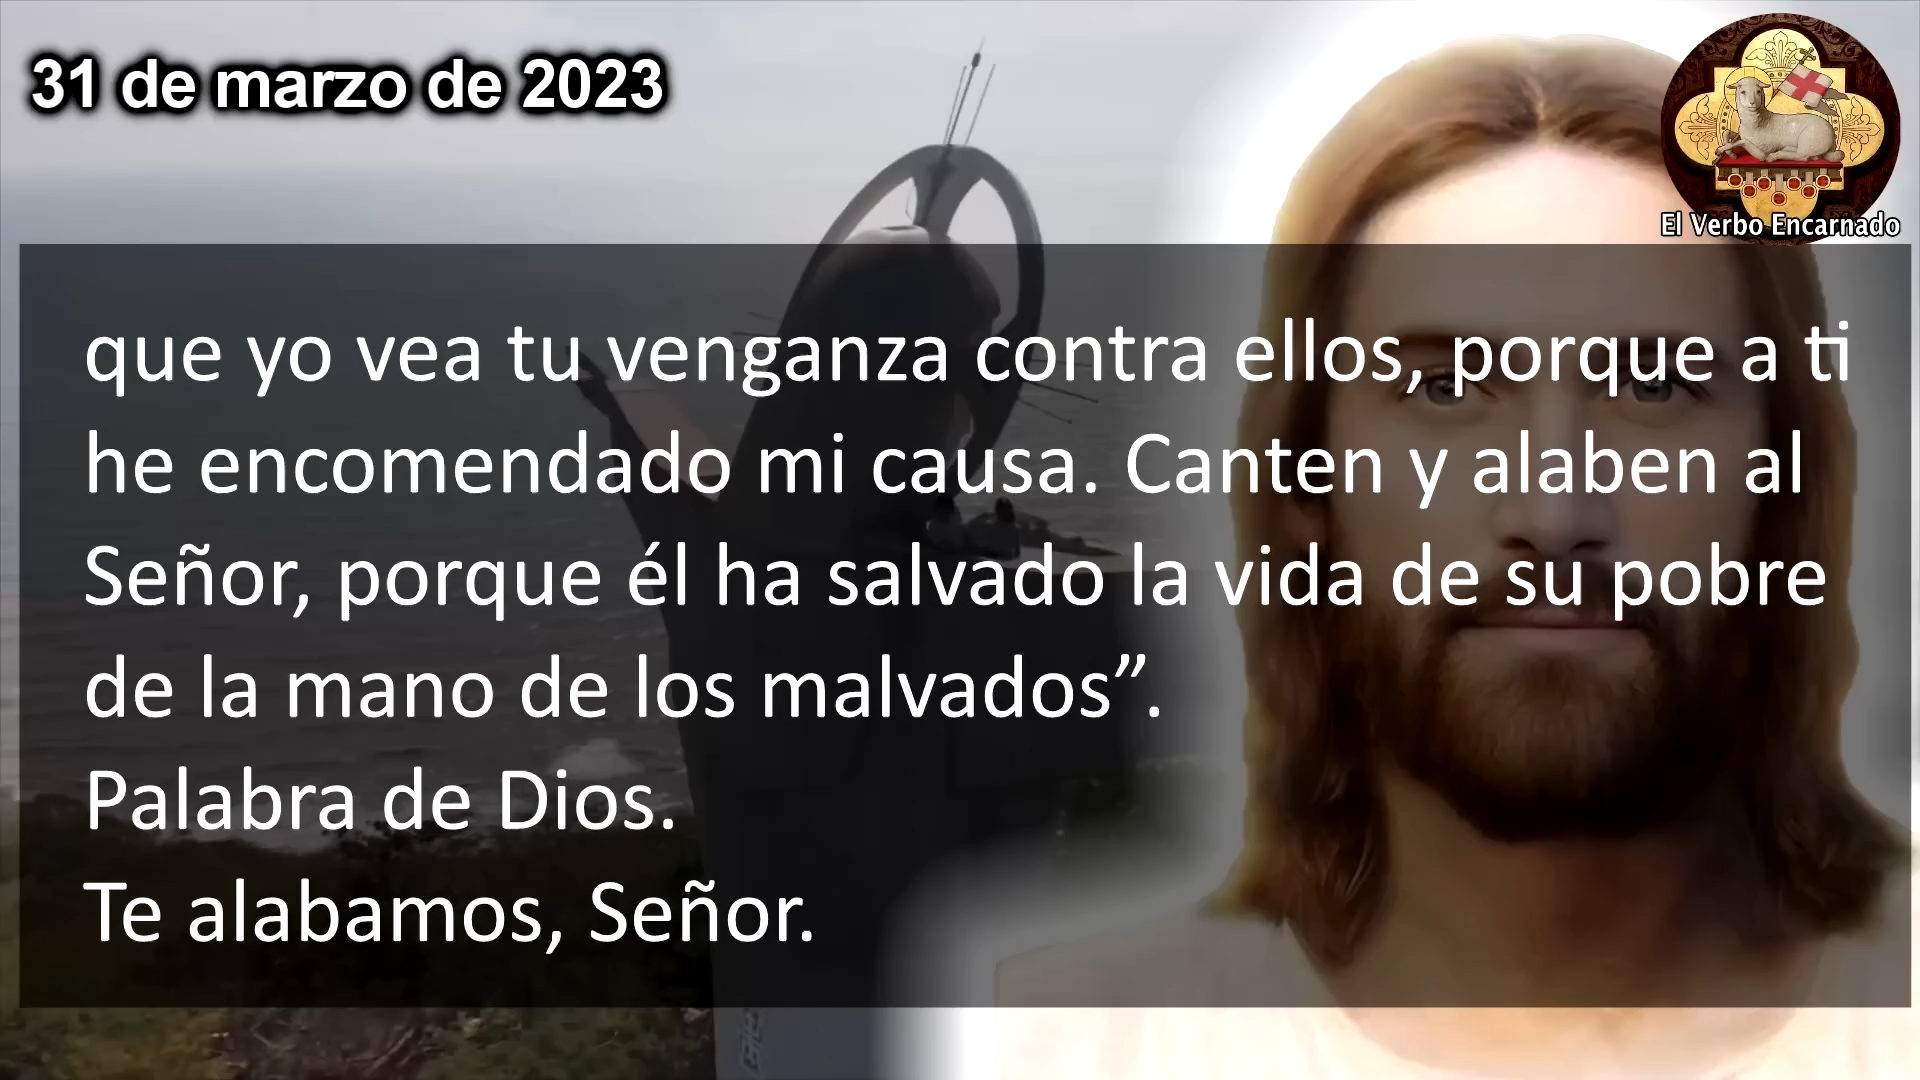 31 de marzo de 2023
El Verbo Encarnado
que yo vea tu venganza contra ellos, porque a ti
he encomendado mi causa. Canten y alaben al
Señor, porque él ha salvado la vida de su pobre
de la mano de los malvados”.
Palabra de Dios.
Te alabamos, Señor.